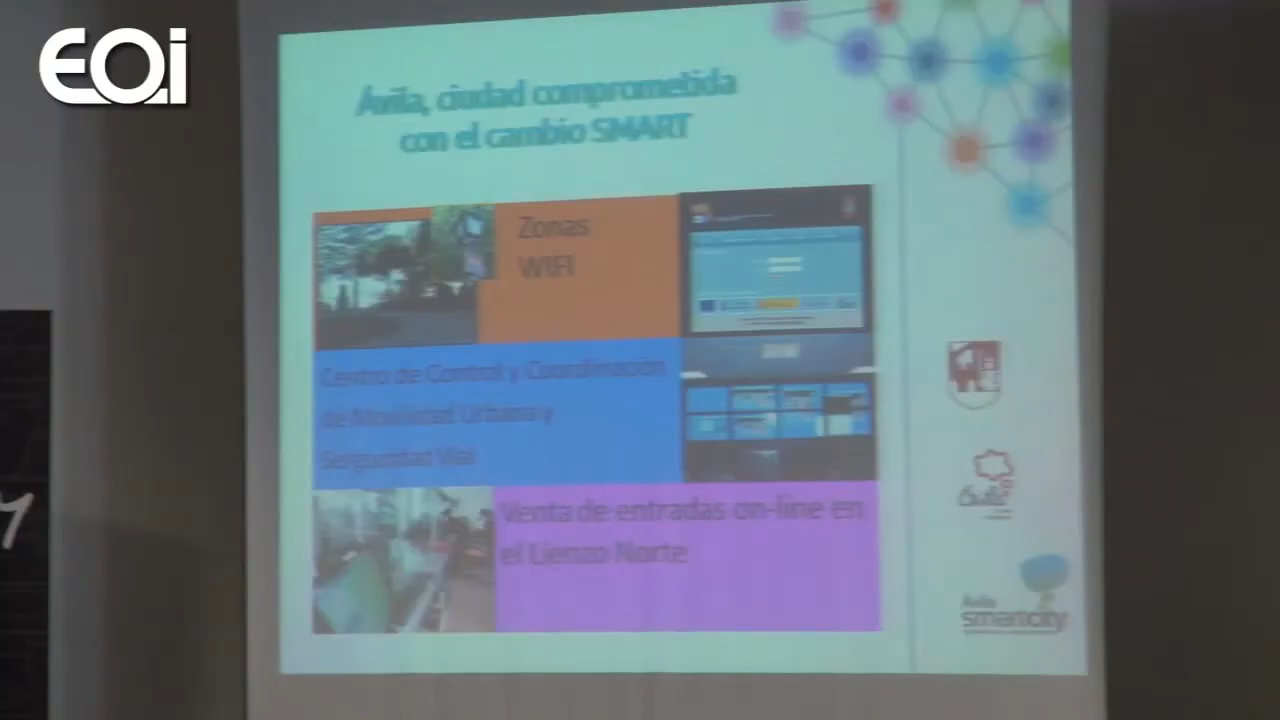 EOI
Ávila, ciudad comprometida
con el cambio SMART
Zonas
WIFI
Centro de Control y Coordinación
de Movilidad Urbana y
Seguridad Vial
Venta de entradas on-line en
el Lienzo Norte
Ávila
smartcity